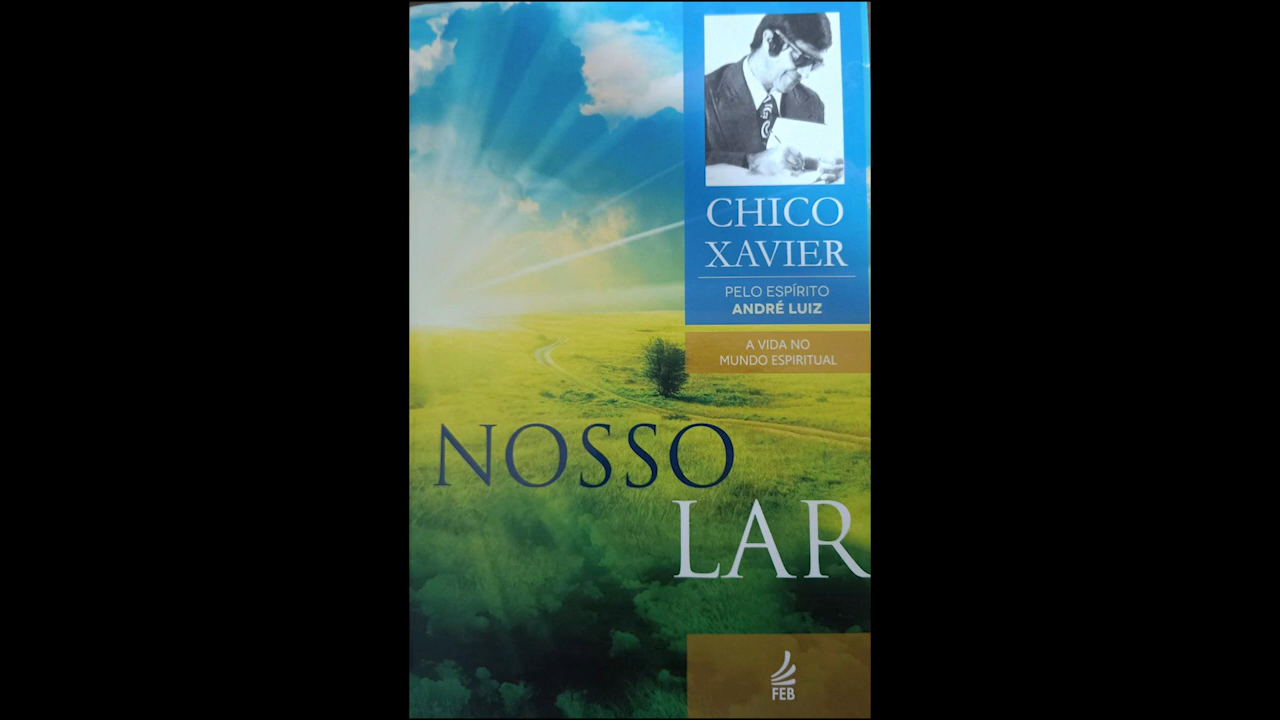 CHICO
XAVIER
PELO ESPÍRITO
ANDRÉ LUIZ
A VIDA NO
MUNDO ESPIRITUAL
NOSSO
LAR
FEB